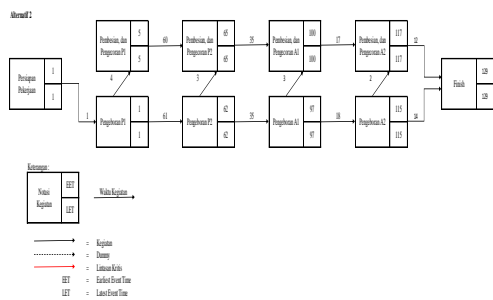 Alternatif 2
Pembesian, dan
Pengecoran P1
5
5
60
Pembesian, dan
Pengecoran P2
65
65
35
Pembesian, dan
Pengecoran A1
100
100
17
Pembesian, dan
Pengecoran A2
117
117
12
Persiapan
Pekerjaan
1
1
4
3
3
2
Finish
129
129
1
Pengeboran P1
1
1
61
Pengeboran P2
62
62
35
Pengeboran A1
97
97
18
Pengeboran A2
115
115
14
Keterangan :
Notasi
Kegiatan
EET
LET
Waktu Kegiatan
= Kegiatan
= Dummy
= Lintasan Kritis
EET = Earliest Event Time
LET = Latest Event Time